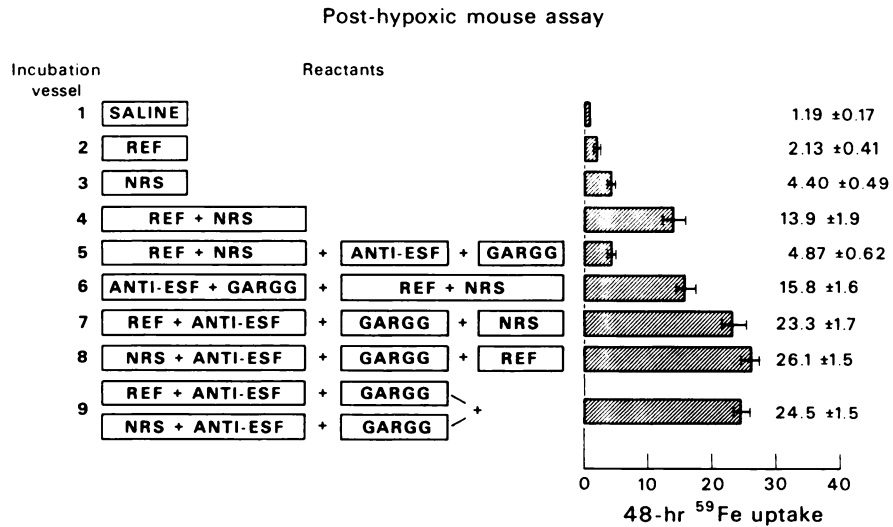 Post-hypoxic mouse assay
Incubation vessel Reactants
1 SALINE 1.19 ±0.17
2 REF 2.13 ±0.41
3 NRS 4.40 ±0.49
4 REF + NRS 13.9 ±1.9
5 REF + NRS + ANTI-ESF + GARGG 4.87 ±0.62
6 ANTI-ESF + GARGG + REF + NRS 15.8 ±1.6
7 REF + ANTI-ESF + GARGG + NRS 23.3 ±1.7
8 NRS + ANTI-ESF + GARGG + REF 26.1 ±1.5
REF + ANTI-ESF + GARGG
9 + 24.5 ±1.5
NRS + ANTI-ESF + GARGG
0 10 20 30 40
48-hr ⁵⁹Fe uptake